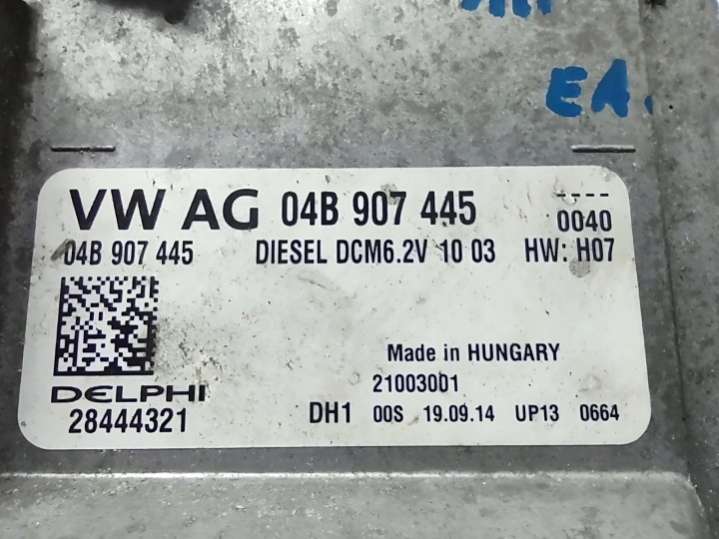 EA.
VW AG 04B 907 445 ----
0040
04B 907 445 DIESEL DCM6.2V 10 03 HW: H07
Made in HUNGARY
DELPHI 21003001
28444321 DH1 00S 19.09.14 UP13 0664